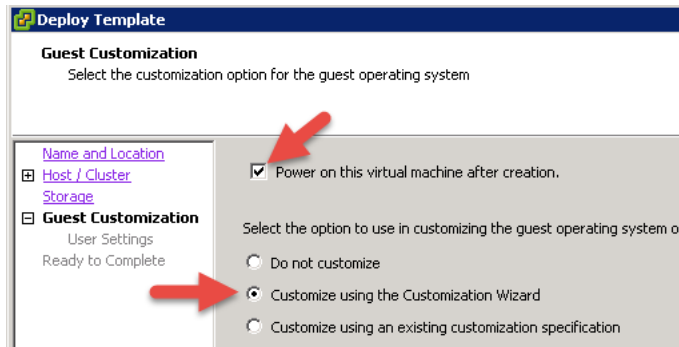 Deploy Template
Guest Customization
Select the customization option for the guest operating system
Name and Location
Host / Cluster
Storage
Guest Customization
User Settings
Ready to Complete
Power on this virtual machine after creation.
Select the option to use in customizing the guest operating system o
Do not customize
Customize using the Customization Wizard
Customize using an existing customization specification